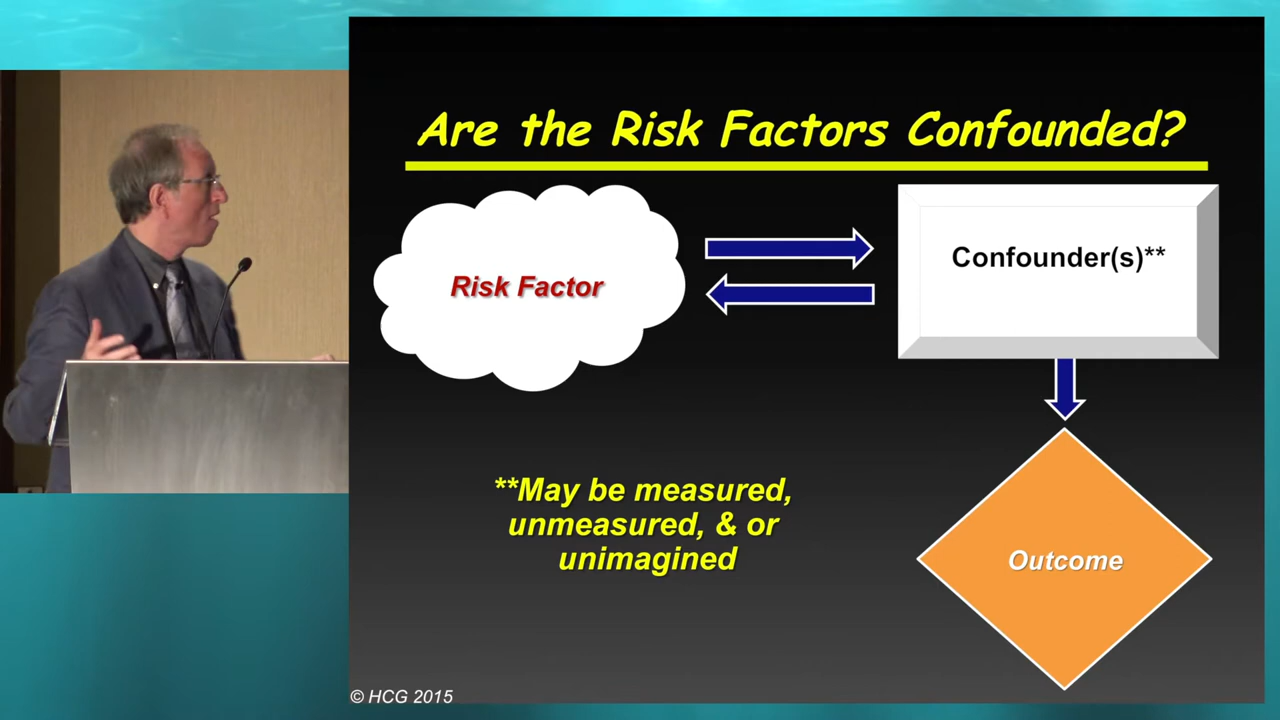 Are the Risk Factors Confounded?
Risk Factor
Confounder(s)**
**May be measured,
unmeasured, & or
unimagined
Outcome
© HCG 2015